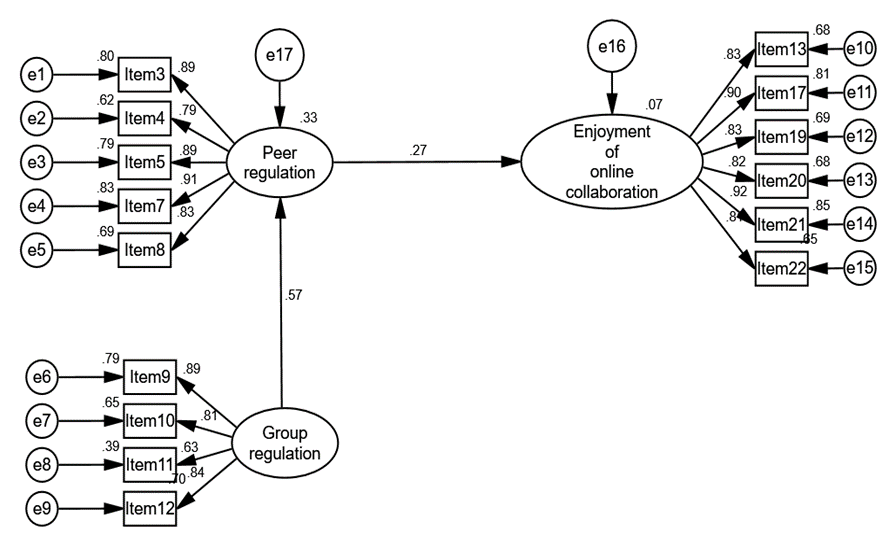 e1
.80
Item3
.89
e2
.62
Item4
.79
e3
.79
Item5
.89
e4
.83
Item7
.91
e5
.69
Item8
.83
e17
.33
Peer
regulation
.27
e16
.07
Enjoyment
of
online
collaboration
.83
Item13
.68
e10
.90
Item17
.81
e11
.83
Item19
.69
e12
.82
Item20
.68
e13
.92
Item21
.85
e14
Item22
.65
e15
.57
e6
.79
Item9
.89
e7
.65
Item10
.81
e8
.39
Item11
.63
e9
.70
Item12
.84
Group
regulation